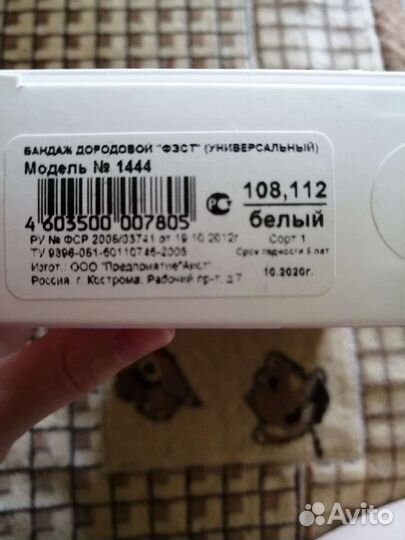 БАНДАЖ ДОРОДОВОЙ "ФЭСТ" (УНИВЕРСАЛЬНЫЙ)
Модель № 1444
108,112
белый
4 603500 007805
РУ № ФСР 2008/03741 от 19.10.2012г
Сорт 1
ТУ 9396-051-60110746-2005
Срок годности 5 лет
Изгот.: ООО "Предприятие "Аист"
10.2020г.
Россия, г. Кострома, Рабочий пр-т, д.7
Avito